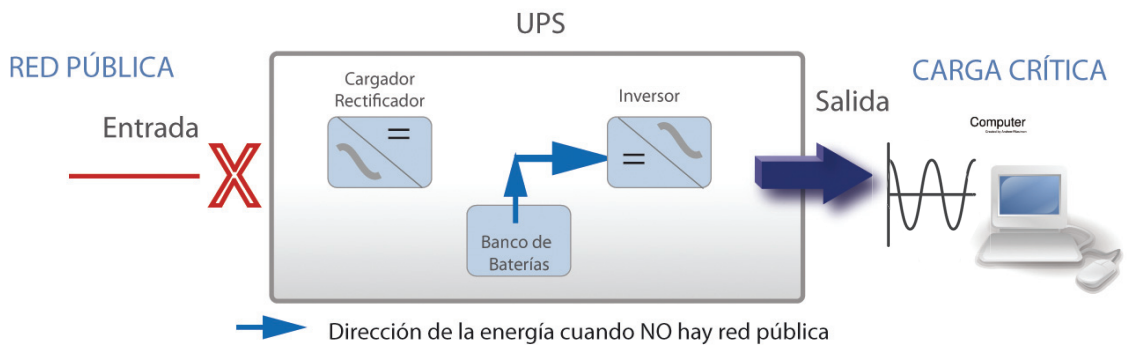 UPS
RED PÚBLICA
Entrada
Cargador
Rectificador
Inversor
Banco de
Baterías
Salida
CARGA CRÍTICA
Computer
Dirección de la energía cuando NO hay red pública